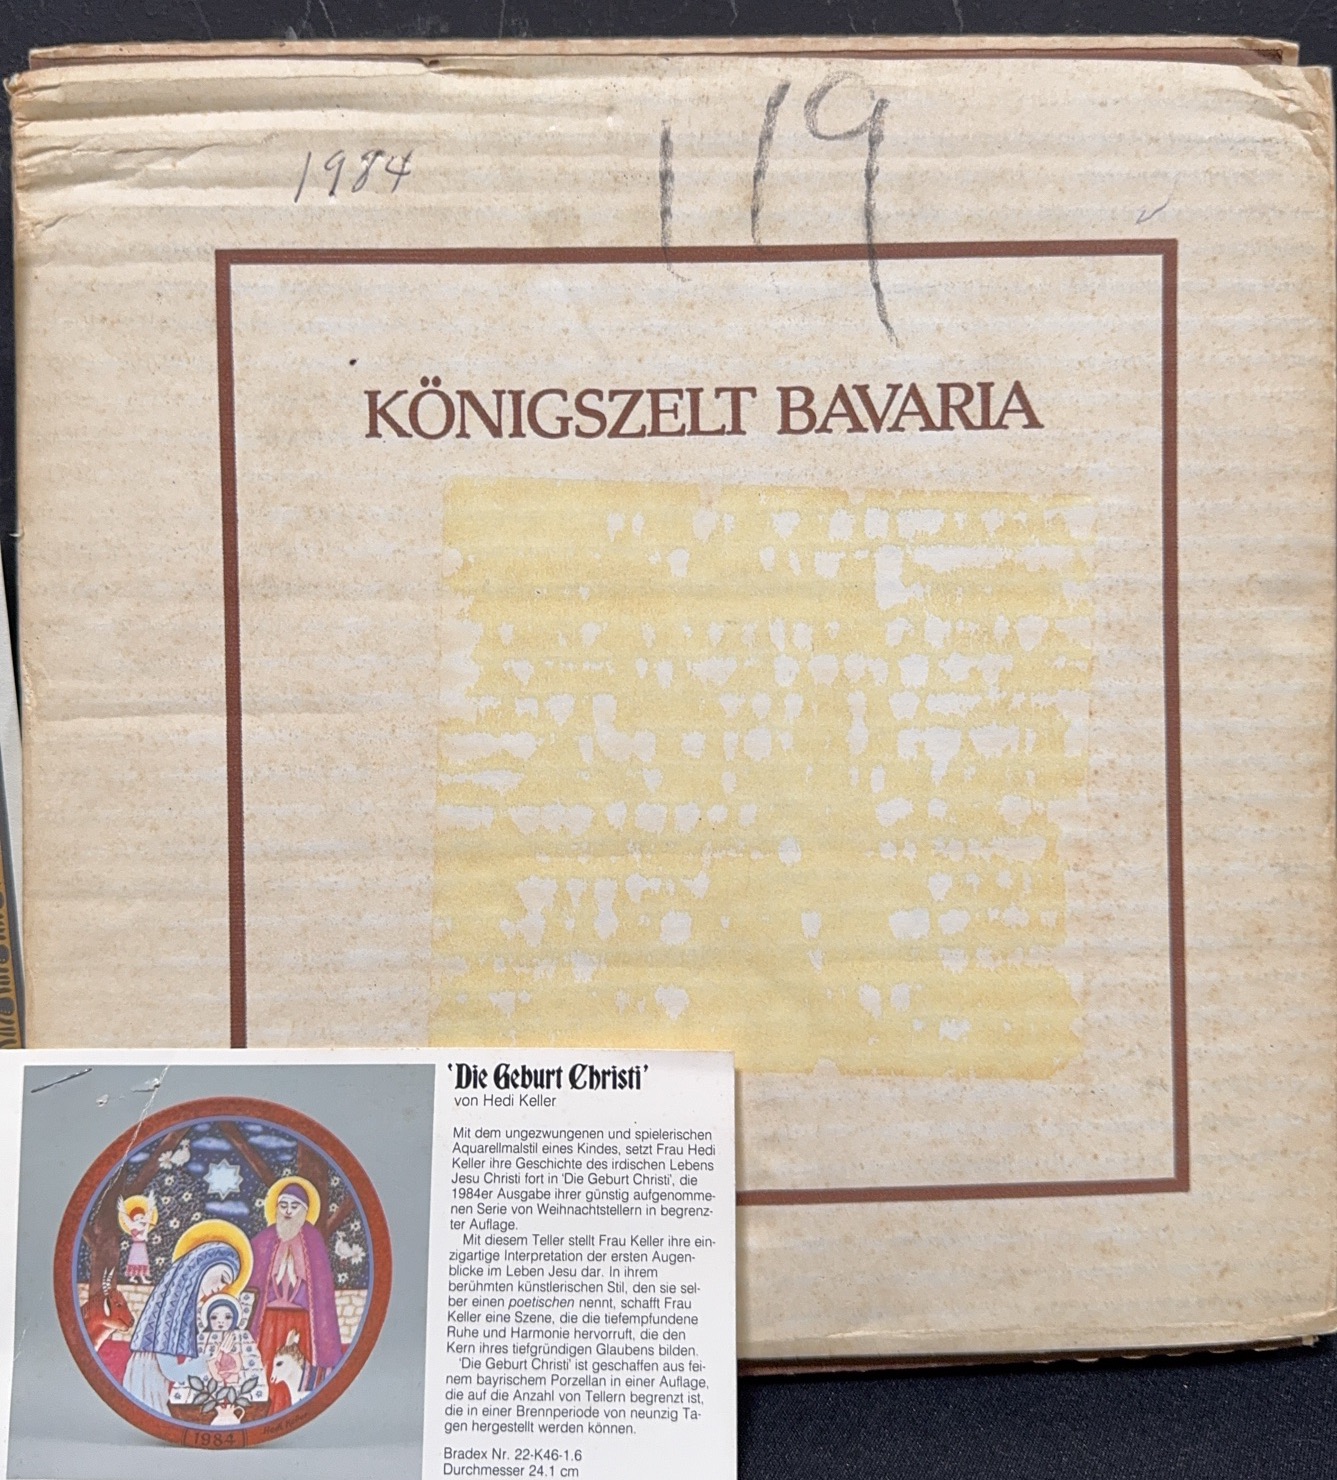 119
1984
KÖNIGSZELT BAVARIA
'Die Geburt Christi'
von Hedi Keller
Mit dem ungezwungenen und spielerischen
Aquarellmalstil eines Kindes, setzt Frau Hedi
Keller ihre Geschichte des irdischen Lebens
Jesu Christi fort in 'Die Geburt Christi', die
1984er Ausgabe ihrer günstig aufgenomme-
nen Serie von Weihnachtstellern in begrenz-
ter Auflage.
Mit diesem Teller stellt Frau Keller ihre ein-
zigartige Interpretation der ersten Augen-
blicke im Leben Jesu dar. In ihrem
berühmten künstlerischen Stil, den sie sel-
ber einen poetischen nennt, schafft Frau
Keller eine Szene, die die tiefempfundene
Ruhe und Harmonie hervorruft, die den
Kern ihres tiefgründigen Glaubens bilden.
'Die Geburt Christi' ist geschaffen aus fei-
nem bayrischem Porzellan in einer Auflage,
die auf die Anzahl von Tellern begrenzt ist,
die in einer Brennperiode von neunzig Ta-
gen hergestellt werden können.
Bradex Nr. 22-K46-1.6
Durchmesser 24.1 cm
1984